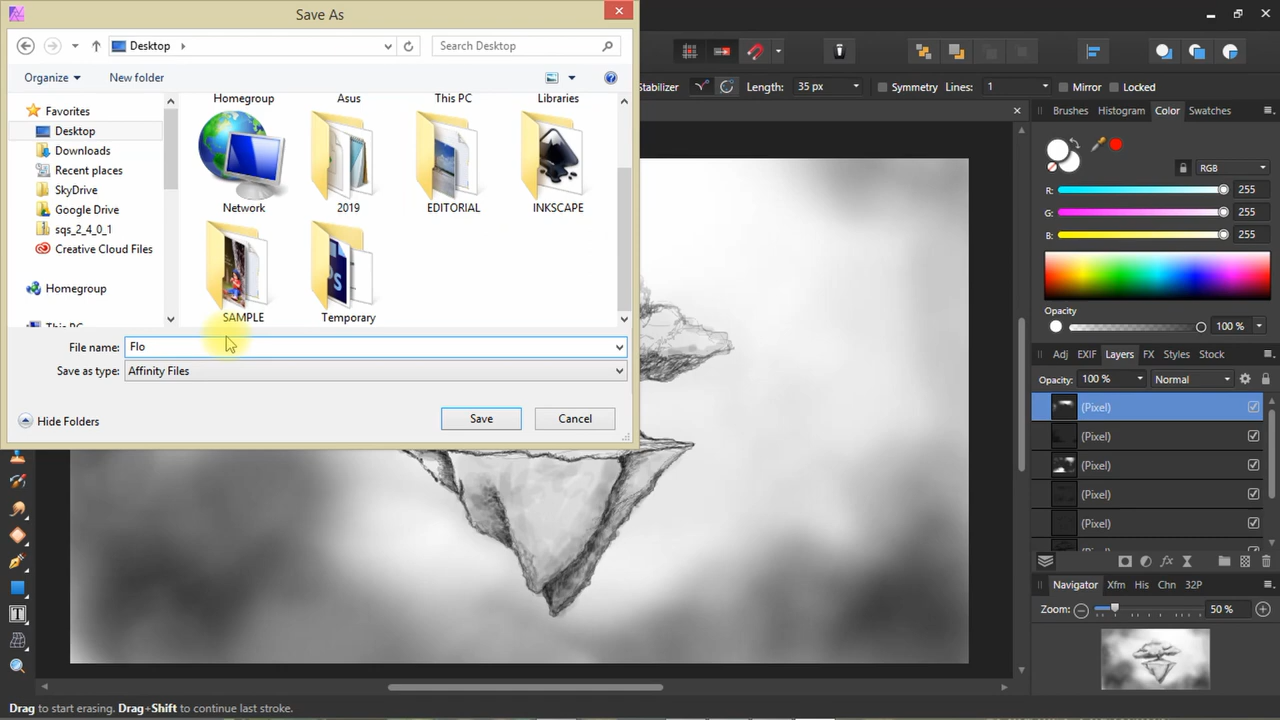 Save As
Desktop
Search Desktop
Organize
New folder
Favorites
Desktop
Downloads
Recent places
SkyDrive
Google Drive
sqs_2_4_0_1
Creative Cloud Files
Homegroup
This PC
Homegroup
Asus
This PC
Libraries
Network
2019
EDITORIAL
INKSCAPE
SAMPLE
Temporary
File name: Flo
Save as type: Affinity Files
Hide Folders
Save
Cancel
Stabilizer
Length: 35 px
Symmetry Lines: 1
Mirror
Locked
Brushes Histogram Color Swatches
RGB
R: 255
G: 255
B: 255
Opacity
100 %
Adj EXIF Layers FX Styles Stock
Opacity: 100 % Normal
(Pixel)
(Pixel)
(Pixel)
(Pixel)
(Pixel)
Navigator Xfm His Chn 32P
Zoom: 50 %
Drag to start erasing. Drag+Shift to continue last stroke.